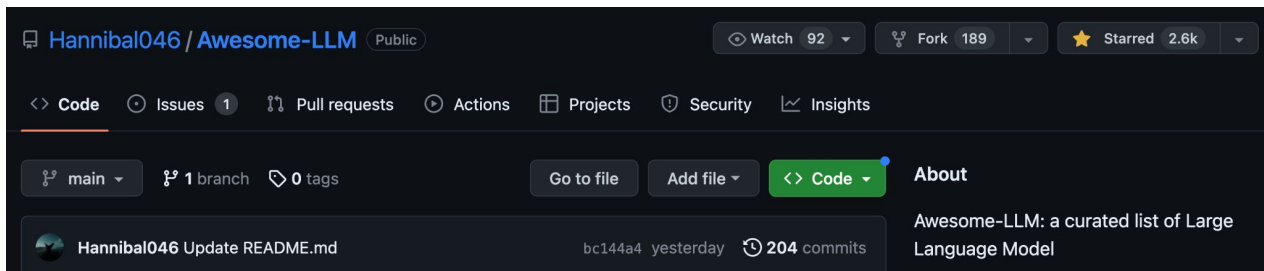 Hannibal046 / Awesome-LLM Public Watch 92 Fork 189 Starred 2.6k
<> Code Issues 1 Pull requests Actions Projects Security Insights
main 1 branch 0 tags Go to file Add file <> Code
About
Hannibal046 Update README.md bc144a4 yesterday 204 commits
Awesome-LLM: a curated list of Large
Language Model